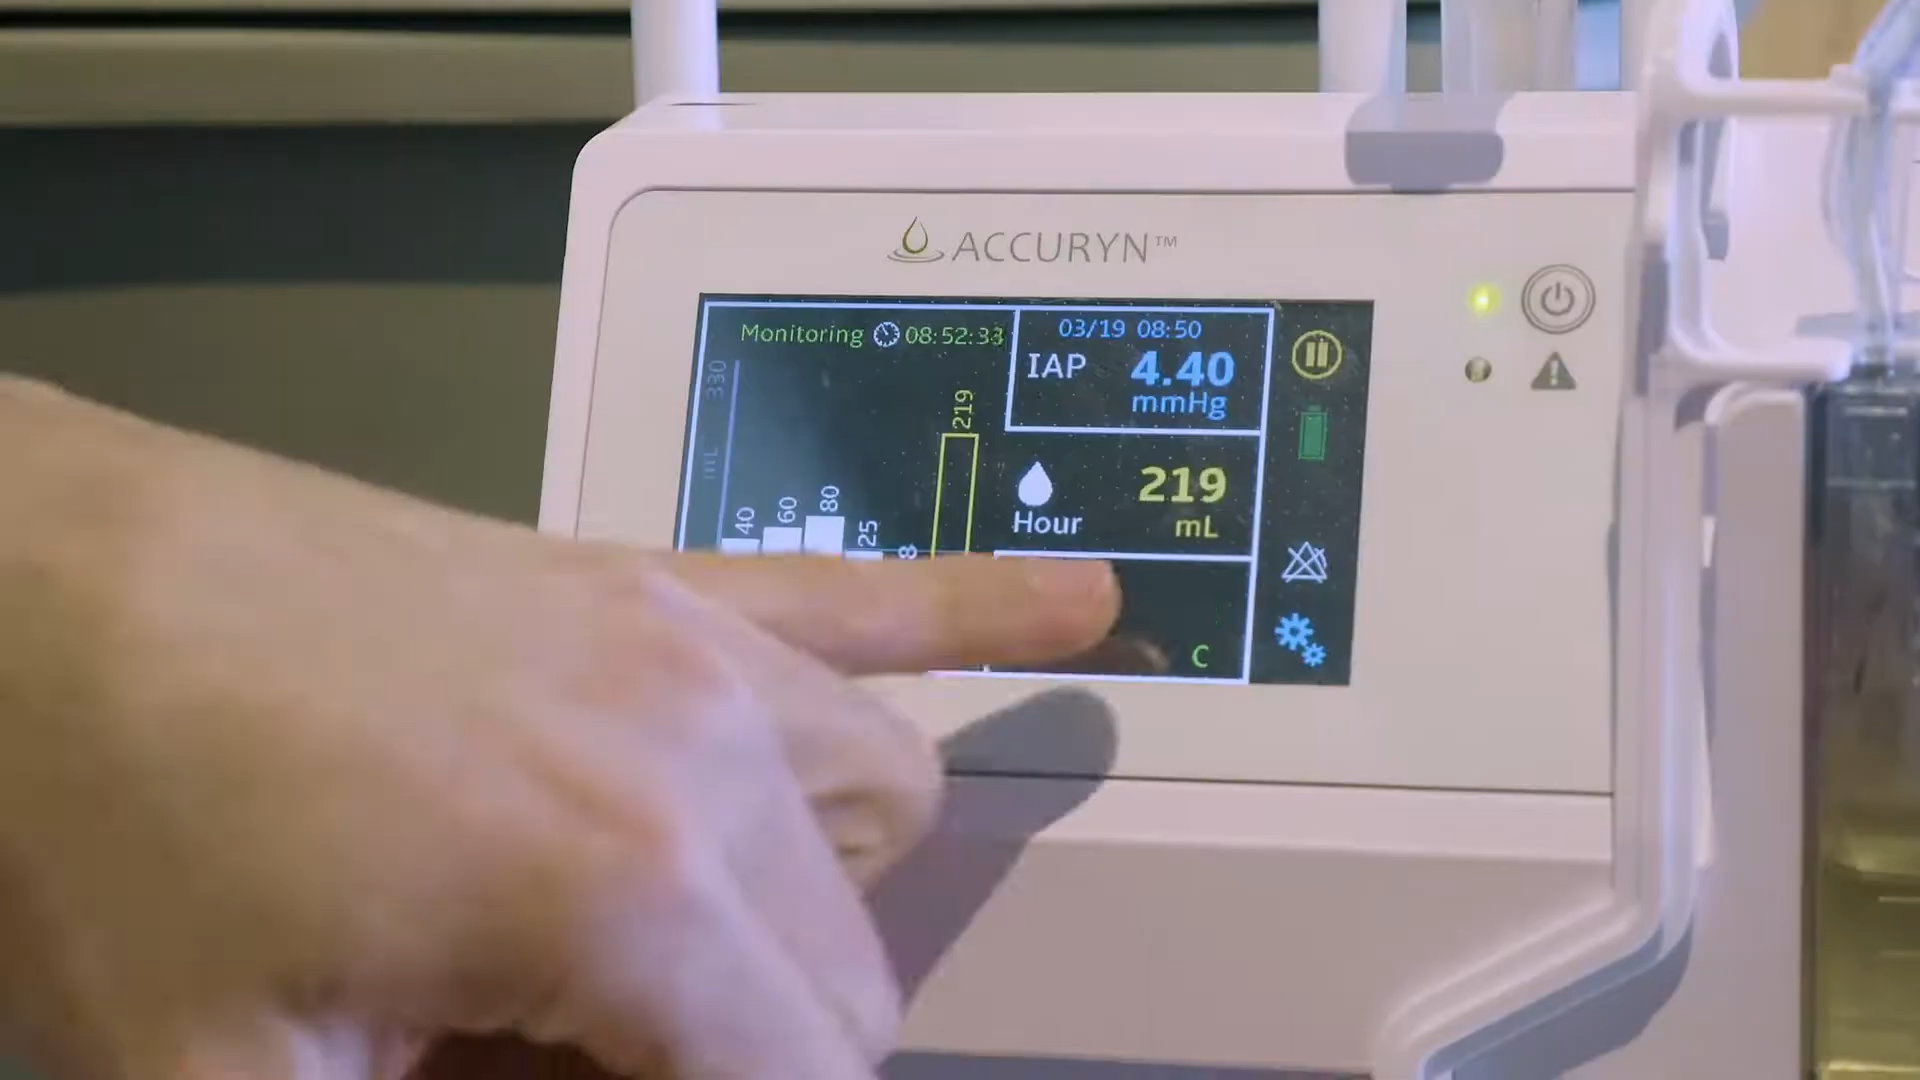 ACCURYN™
Monitoring 08:52:33
03/19 08:50
IAP 4.40
mmHg
330
mL
40
60
80
25
8
219
219
Hour
mL
C